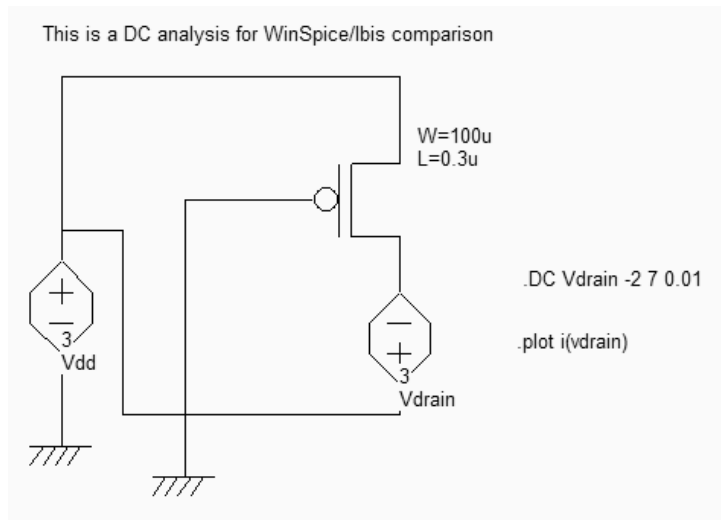 This is a DC analysis for WinSpice/Ibis comparison
W=100u
L=0.3u
+
3
Vdd
.DC Vdrain -2 7 0.01
.plot i(vdrain)
+
3
Vdrain